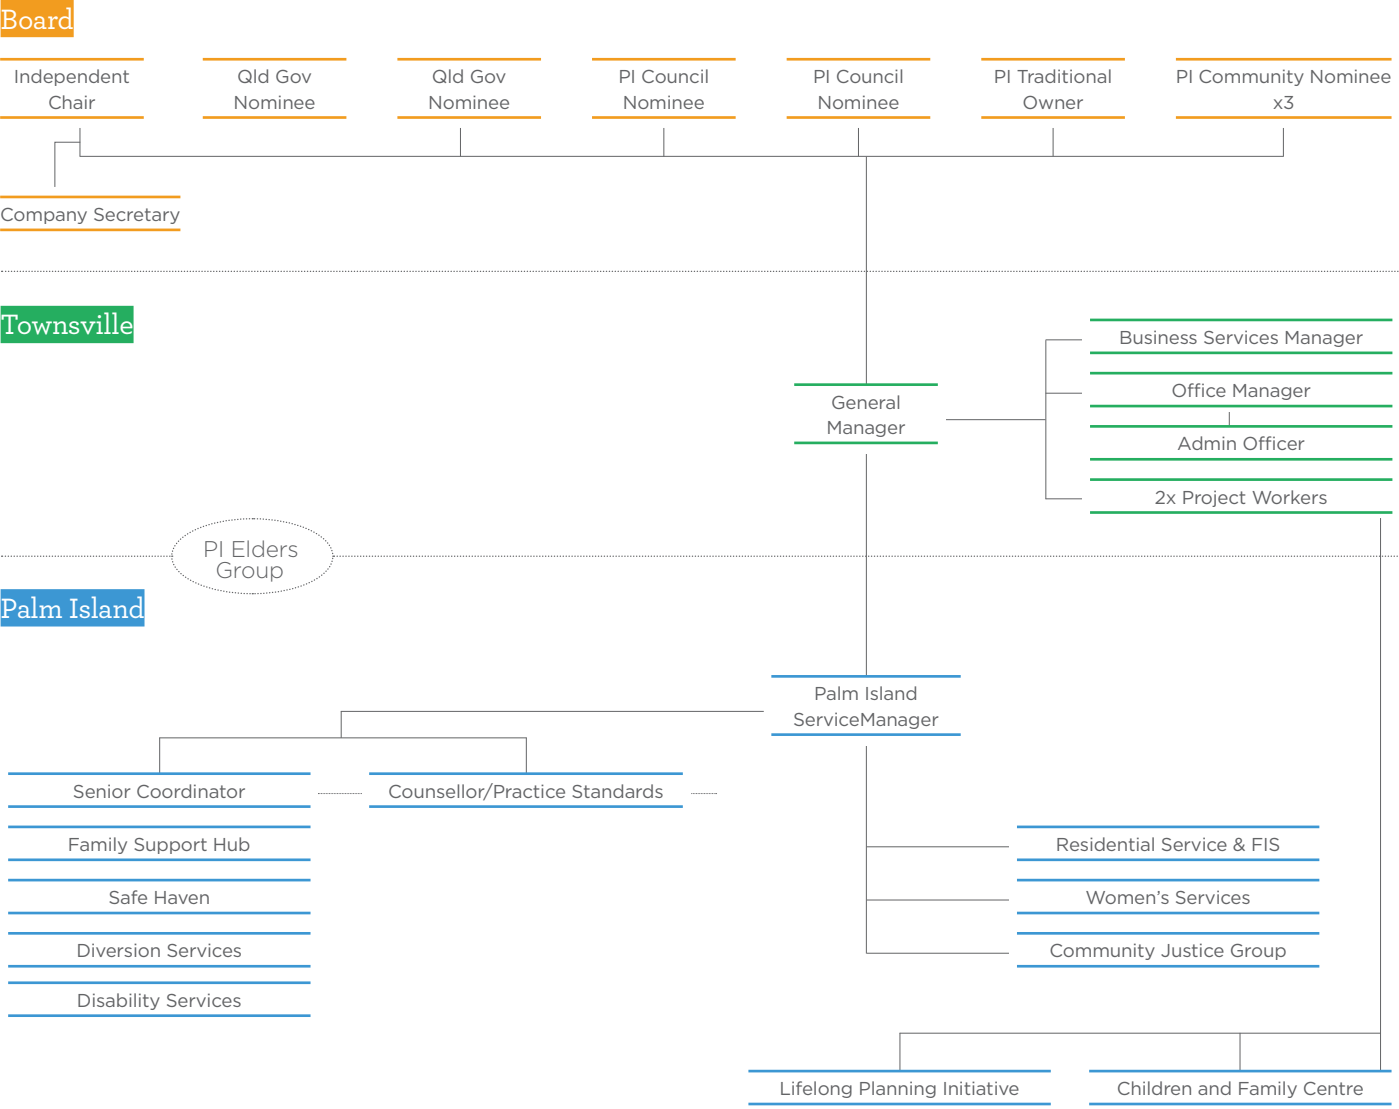 Board
Independent
Chair
Qld Gov
Nominee
Qld Gov
Nominee
PI Council
Nominee
PI Council
Nominee
PI Traditional
Owner
PI Community Nominee
x3
Company Secretary
Townsville
Business Services Manager
Office Manager
General
Manager
Admin Officer
2x Project Workers
PI Elders
Group
Palm Island
Palm Island
ServiceManager
Senior Coordinator
Counsellor/Practice Standards
Family Support Hub
Safe Haven
Diversion Services
Disability Services
Residential Service & FIS
Women’s Services
Community Justice Group
Lifelong Planning Initiative
Children and Family Centre